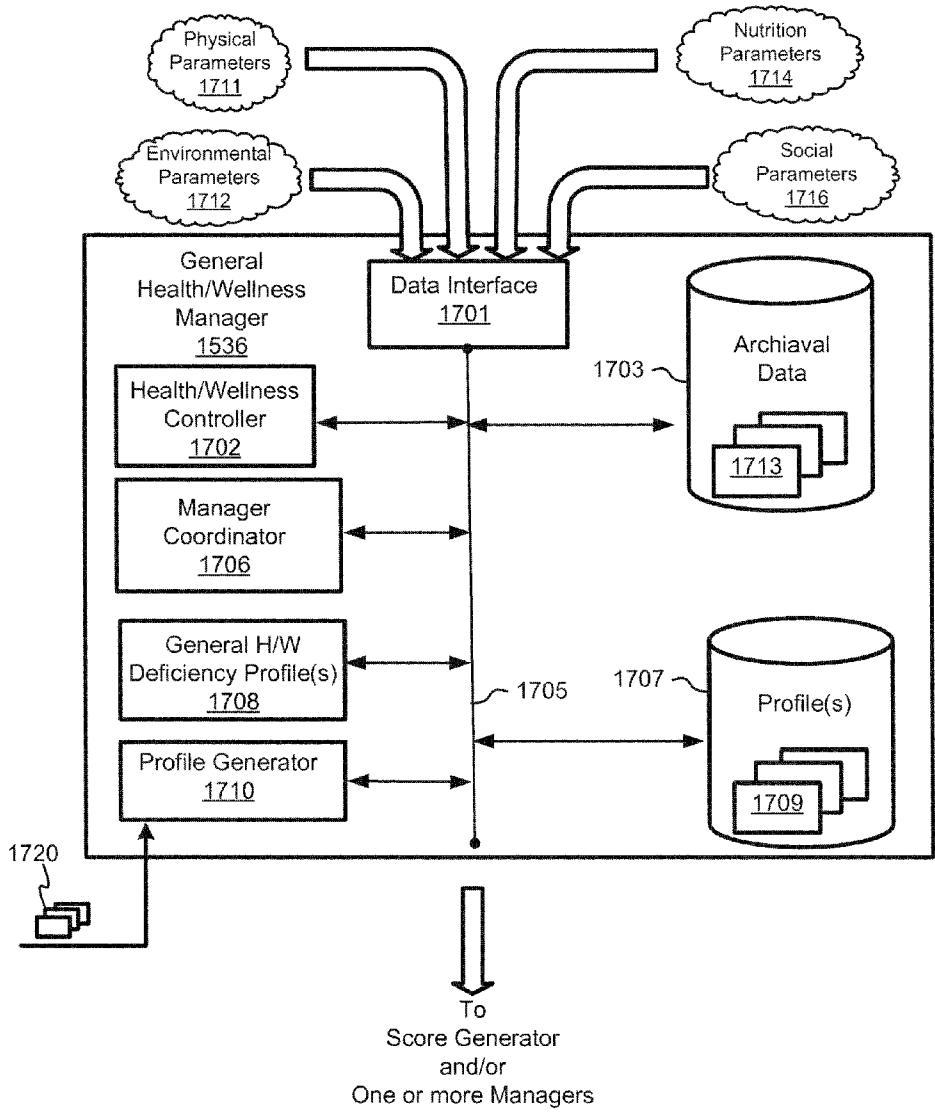 Physical
Parameters
1711
Nutrition
Parameters
1714
Environmental
Parameters
1712
Social
Parameters
1716
General
Health/Wellness
Manager
1536
Data Interface
1701
Archiaval
Data
1703
1713
Health/Wellness
Controller
1702
Manager
Coordinator
1706
General H/W
Deficiency Profile(s)
1708
1705
1707
Profile(s)
1709
Profile Generator
1710
1720
To
Score Generator
and/or
One or more Managers